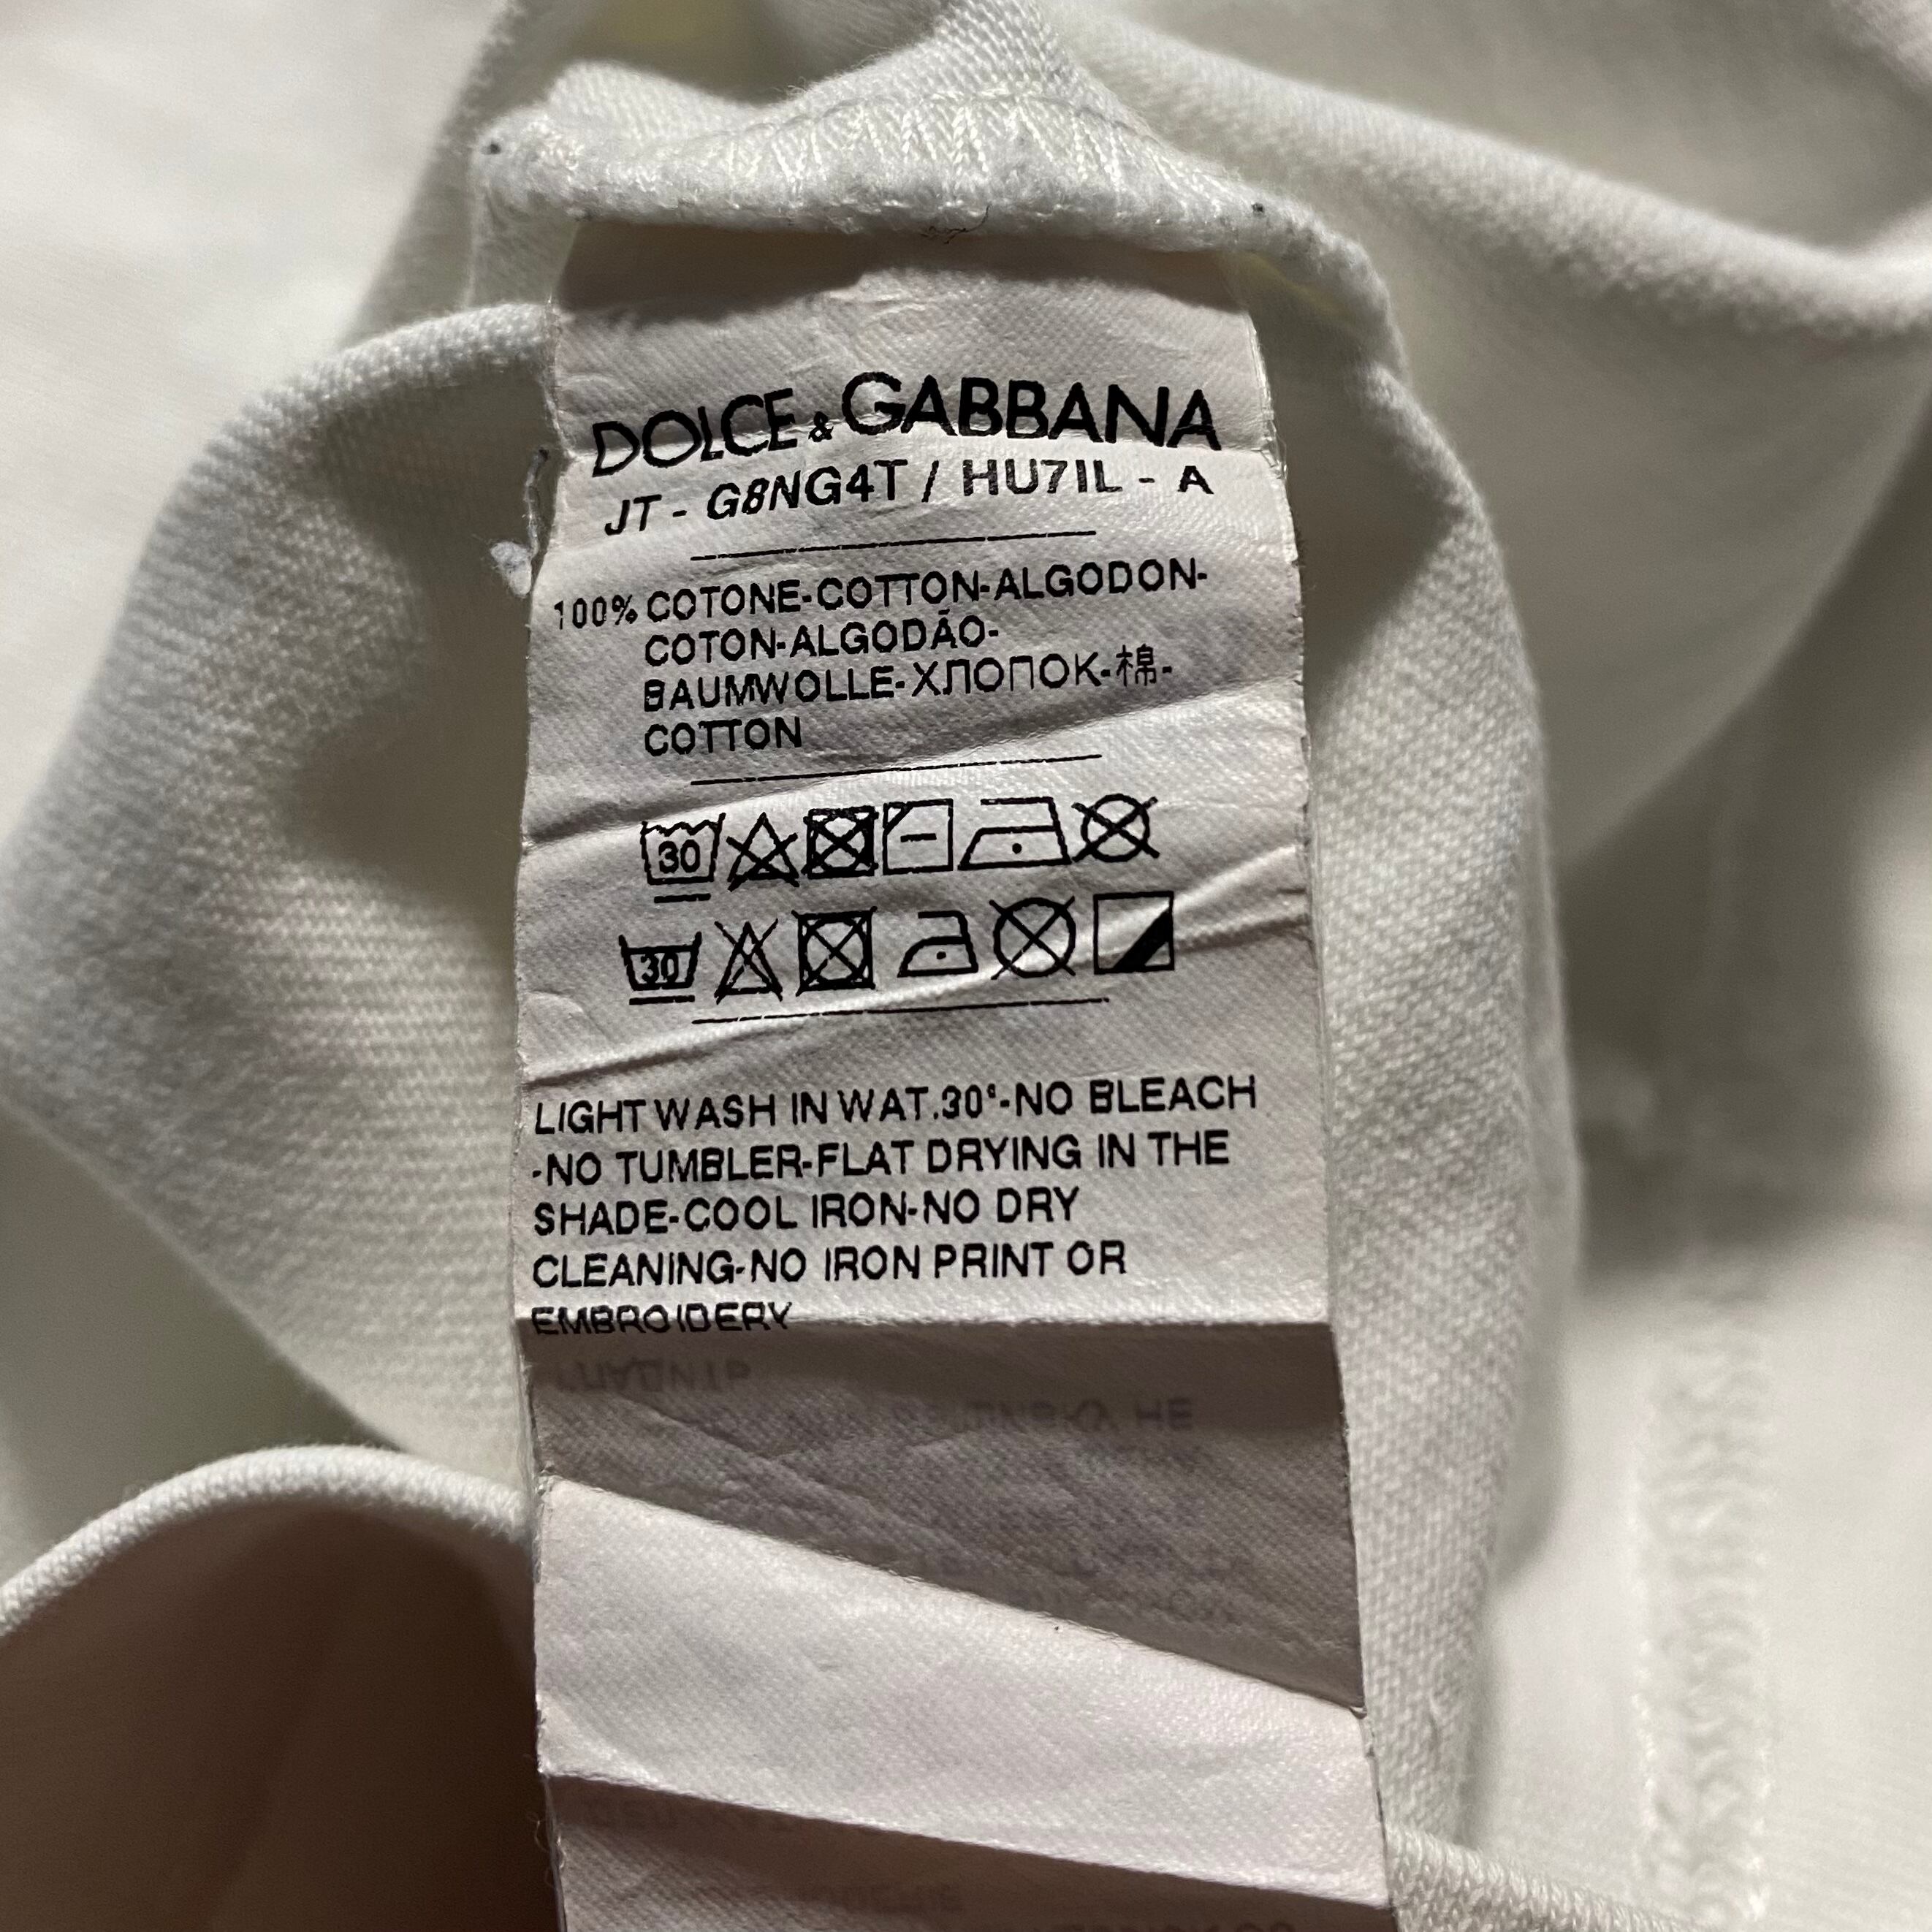 DOLCE & GABBANA
JT - G8NG4T / HU7IL - A
100% COTONE-COTTON-ALGODON-
COTON-ALGODÃO-
BAUMWOLLE-ХЛОПОК-棉-
COTTON
30
30
LIGHT WASH IN WAT.30°-NO BLEACH
-NO TUMBLER-FLAT DRYING IN THE
SHADE-COOL IRON-NO DRY
CLEANING-NO IRON PRINT OR
EMBROIDERY